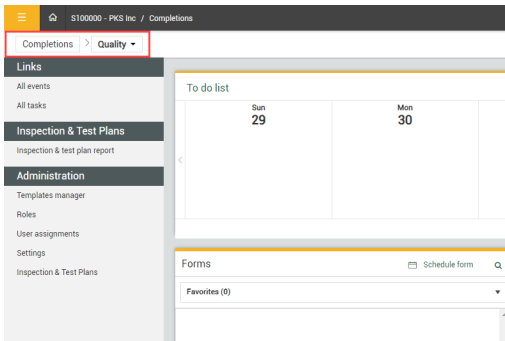 S100000 - PKS Inc / Completions
Completions > Quality
Links
All events
All tasks
Inspection & Test Plans
Inspection & test plan report
Administration
Templates manager
Roles
User assignments
Settings
Inspection & Test Plans
To do list
Sun Mon
29 30
Forms Schedule form
Favorites (0)